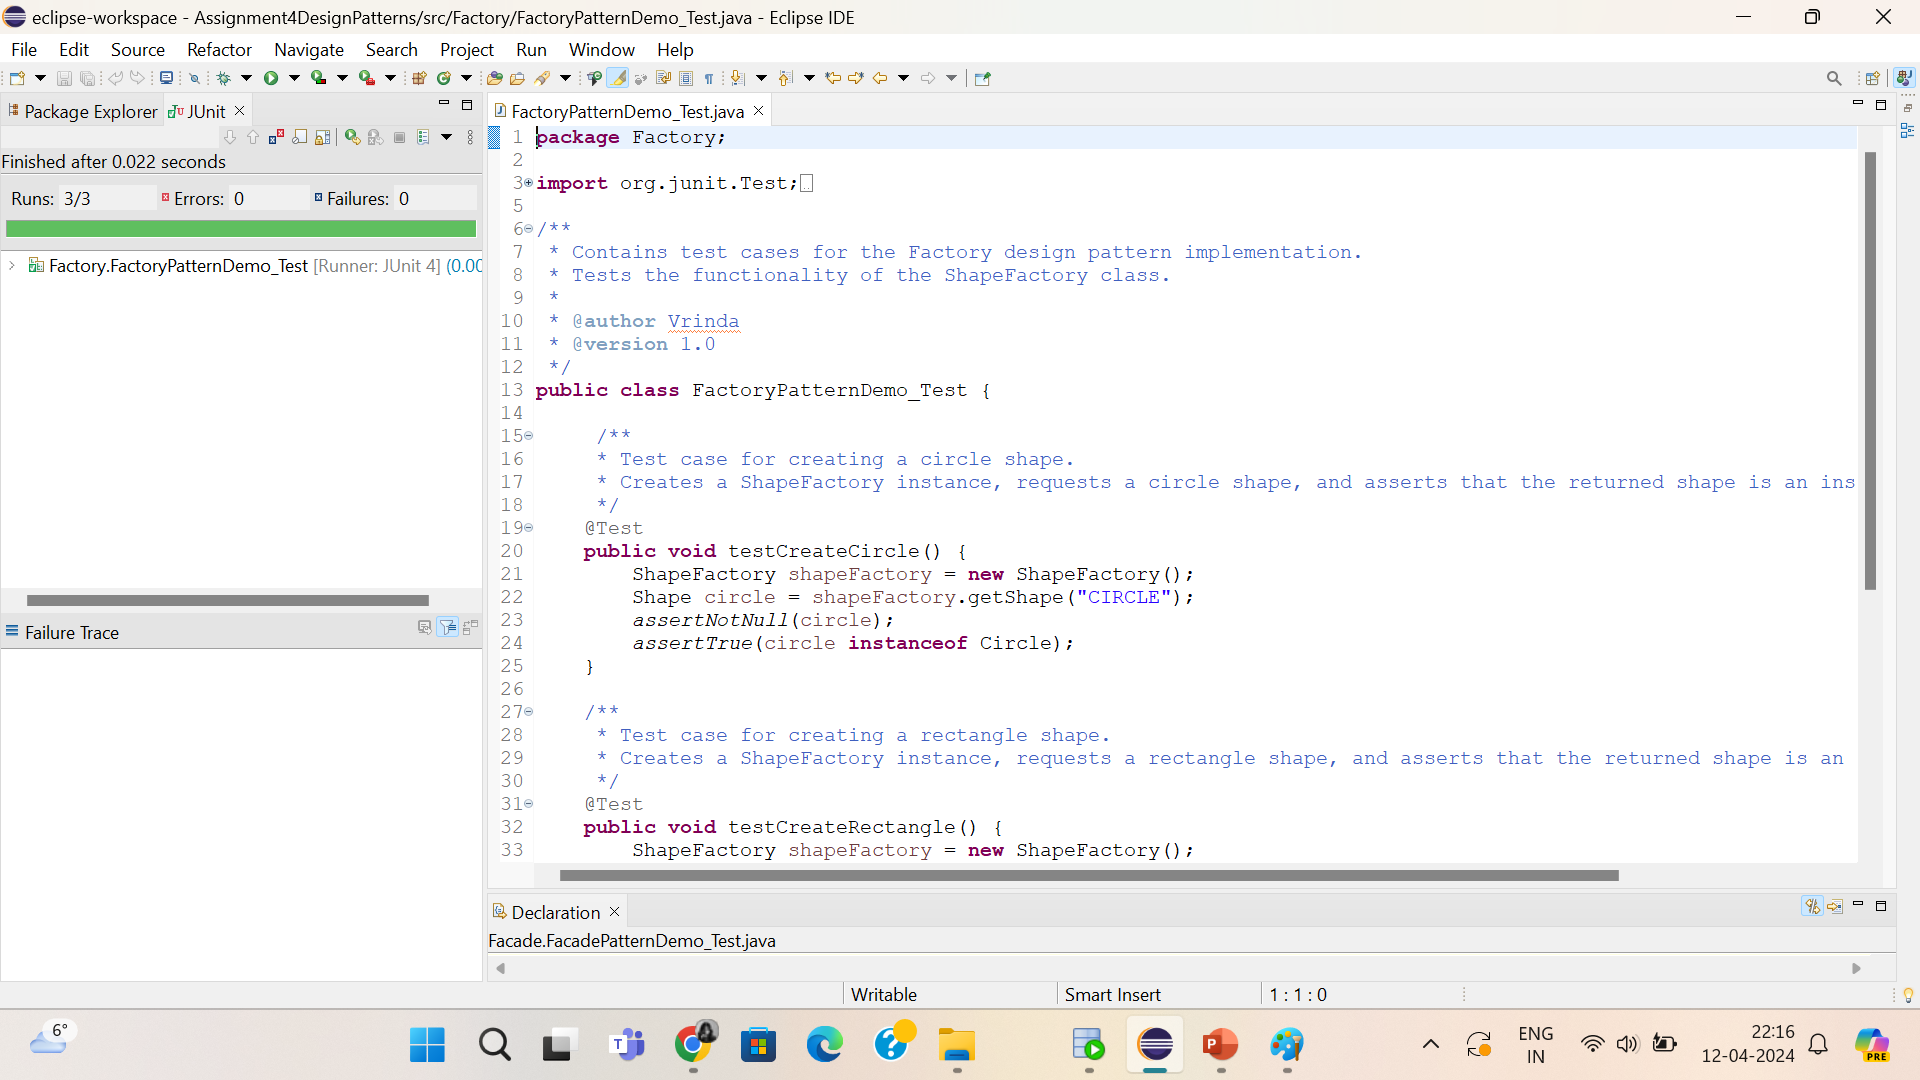 eclipse-workspace - Assignment4DesignPatterns/src/Factory/FactoryPatternDemo_Test.java - Eclipse IDE
File Edit Source Refactor Navigate Search Project Run Window Help
Package Explorer JUnit
Finished after 0.022 seconds
Runs: 3/3 Errors: 0 Failures: 0
Factory.FactoryPatternDemo_Test [Runner: JUnit 4] (0.00
Failure Trace
FactoryPatternDemo_Test.java
1 package Factory;
2
3 import org.junit.Test;
5
6 /**
7 * Contains test cases for the Factory design pattern implementation.
8 * Tests the functionality of the ShapeFactory class.
9 *
10 * @author Vrinda
11 * @version 1.0
12 */
13 public class FactoryPatternDemo_Test {
14
15 /**
16 * Test case for creating a circle shape.
17 * Creates a ShapeFactory instance, requests a circle shape, and asserts that the returned shape is an ins
18 */
19 @Test
20 public void testCreateCircle() {
21 ShapeFactory shapeFactory = new ShapeFactory();
22 Shape circle = shapeFactory.getShape("CIRCLE");
23 assertNotNull(circle);
24 assertTrue(circle instanceof Circle);
25 }
26
27 /**
28 * Test case for creating a rectangle shape.
29 * Creates a ShapeFactory instance, requests a rectangle shape, and asserts that the returned shape is an
30 */
31 @Test
32 public void testCreateRectangle() {
33 ShapeFactory shapeFactory = new ShapeFactory();
Declaration
Facade.FacadePatternDemo_Test.java
Writable Smart Insert 1 : 1 : 0
6°
ENG
IN
22:16
12-04-2024
PRE